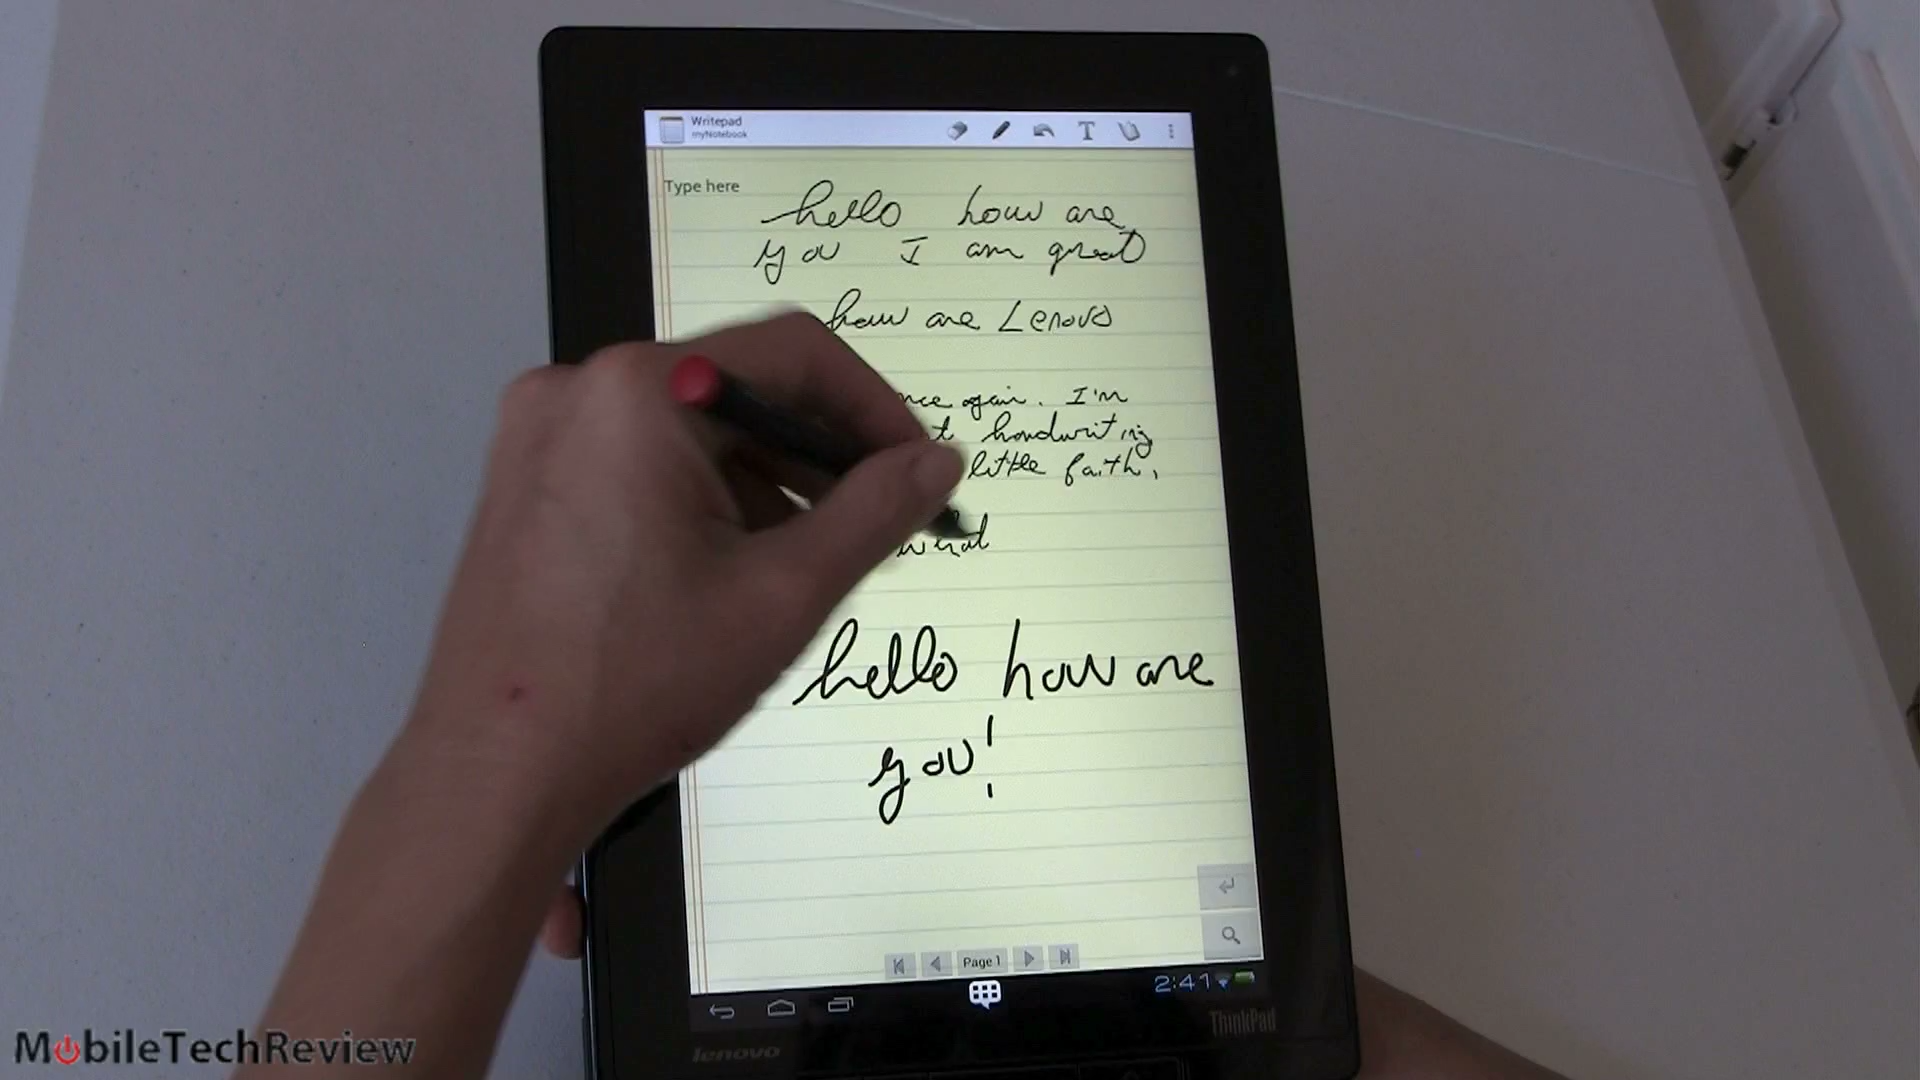 Writepad
myNotebook
T
Type here
hello how are
you I am great
how are Lenovo
again. I'm
handwriting
little faith,
what
hello how are
you!
Page 1
2:41
ThinkPad
lenovo
MobileTechReview